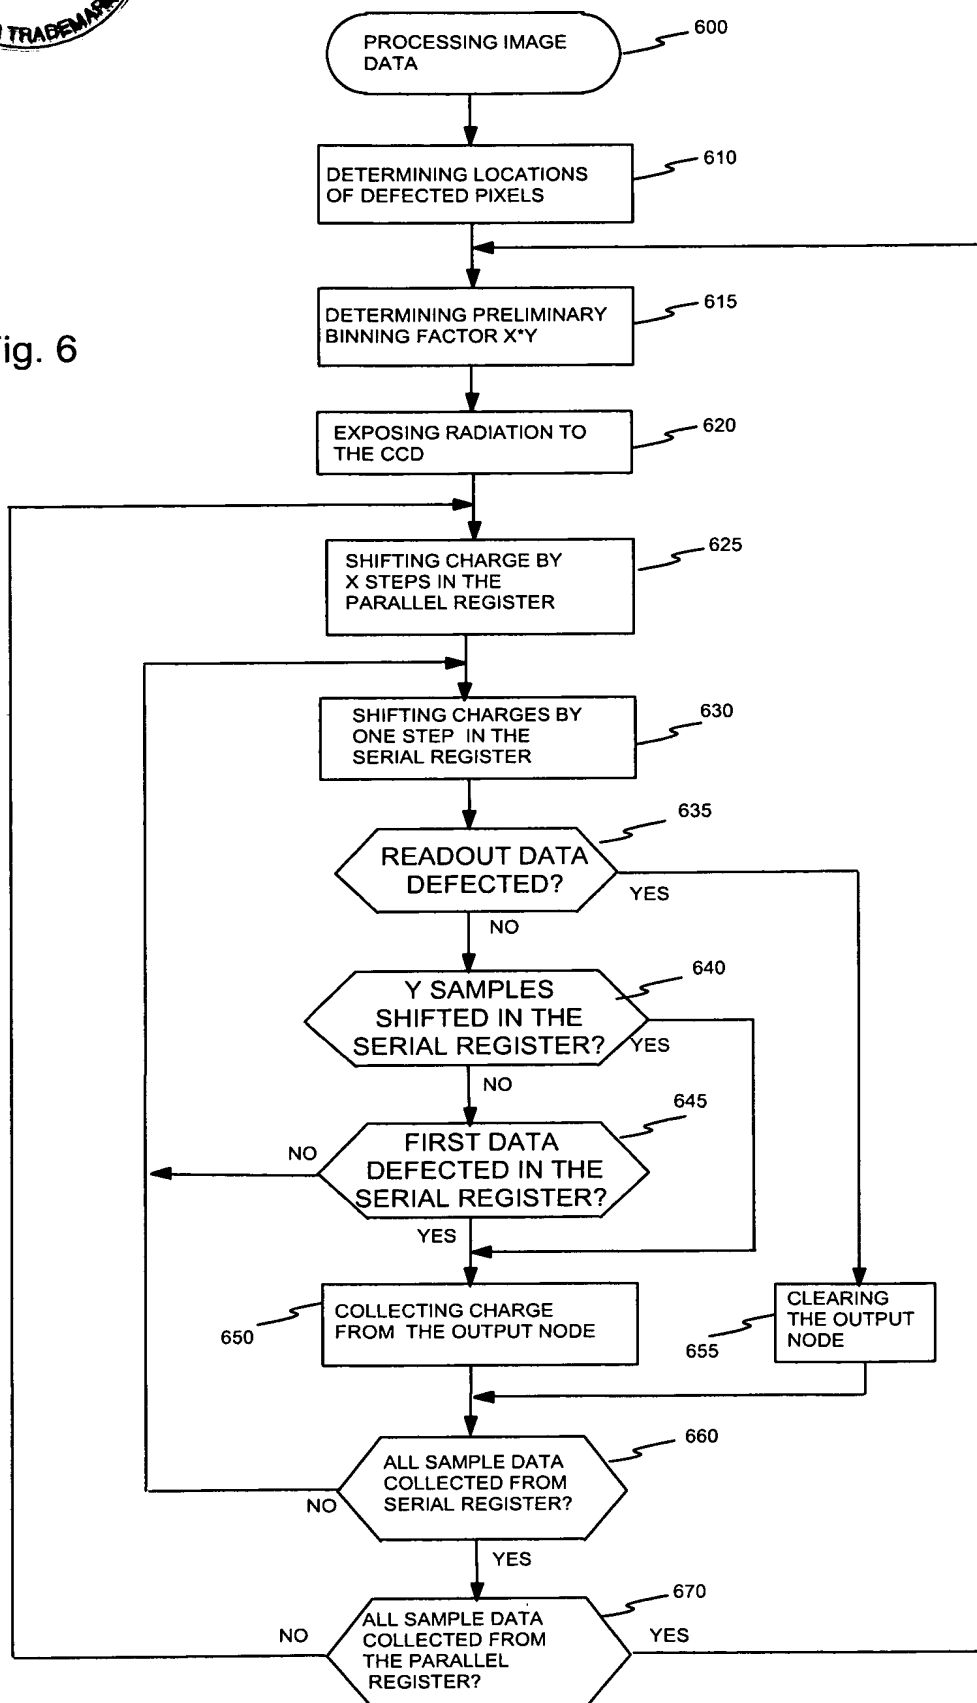 TRADEMARK
PROCESSING IMAGE
DATA
600
DETERMINING LOCATIONS
OF DEFECTED PIXELS
610
DETERMINING PRELIMINARY
BINNING FACTOR X*Y
615
ig. 6
EXPOSING RADIATION TO
THE CCD
620
SHIFTING CHARGE BY
X STEPS IN THE
PARALLEL REGISTER
625
SHIFTING CHARGES BY
ONE STEP IN THE
SERIAL REGISTER
630
READOUT DATA
DEFECTED?
635
YES
NO
Y SAMPLES
SHIFTED IN THE
SERIAL REGISTER?
640
YES
NO
FIRST DATA
DEFECTED IN THE
SERIAL REGISTER?
645
NO
YES
COLLECTING CHARGE
FROM THE OUTPUT NODE
650
CLEARING
THE OUTPUT
NODE
655
ALL SAMPLE DATA
COLLECTED FROM
SERIAL REGISTER?
660
NO
YES
ALL SAMPLE DATA
COLLECTED FROM
THE PARALLEL
REGISTER?
670
NO
YES